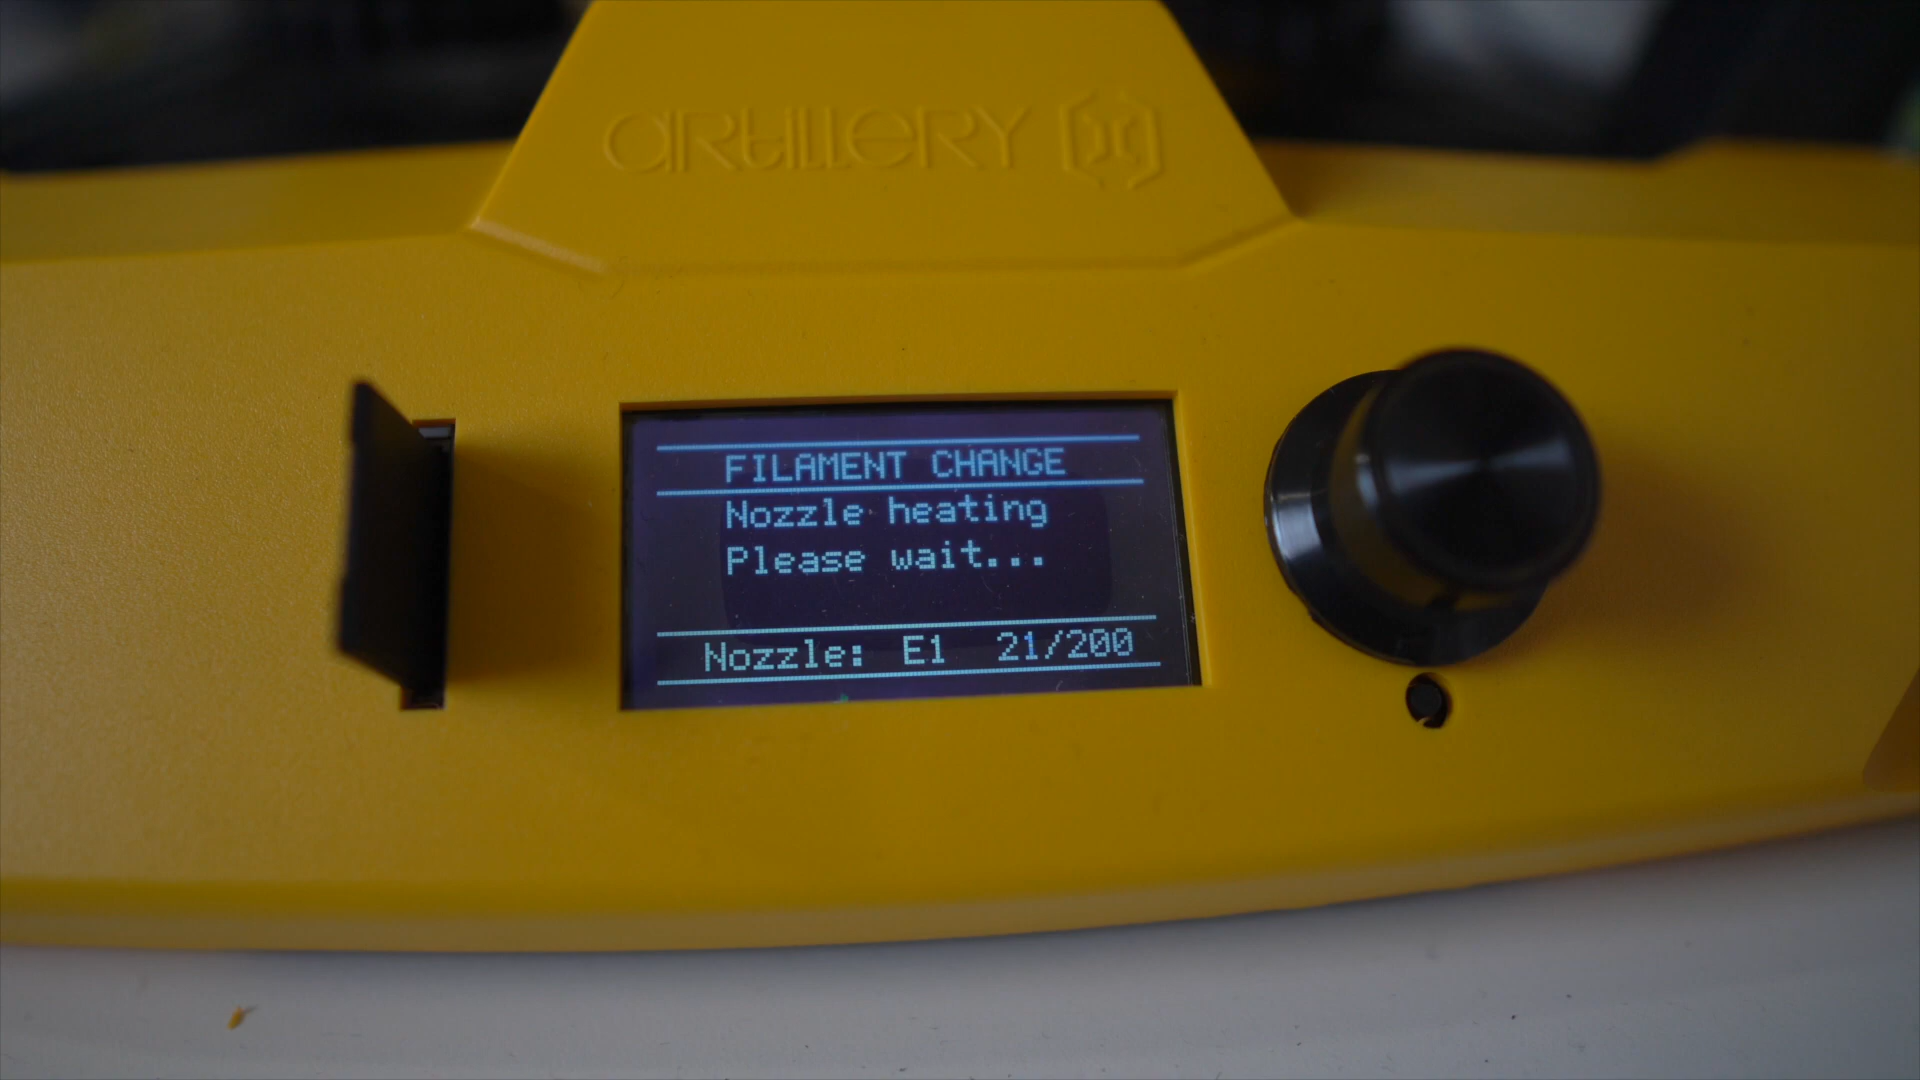 ARTILLERY
FILAMENT CHANGE
Nozzle heating
Please wait...
Nozzle: E1 21/200